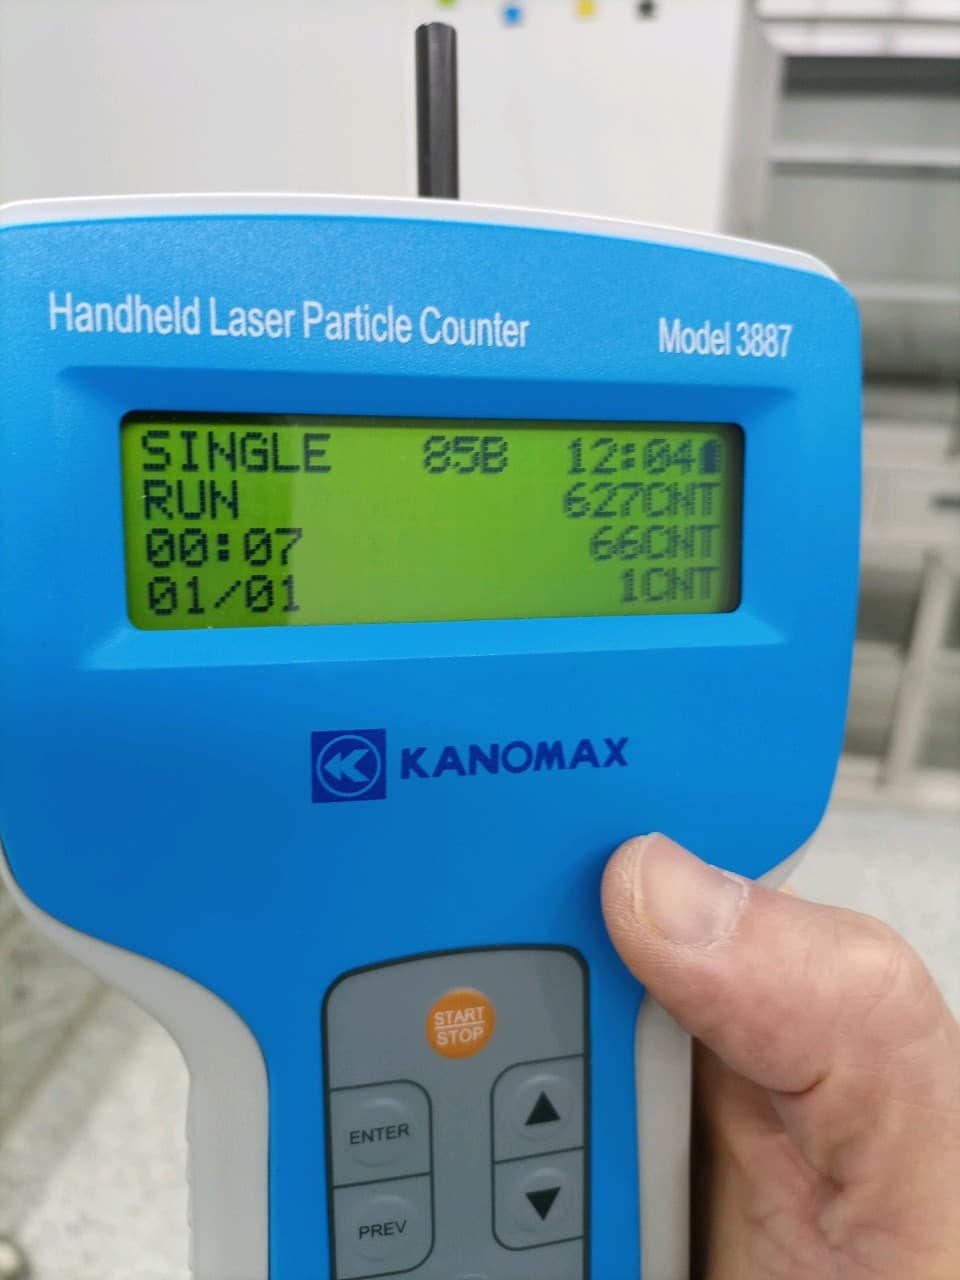 Handheld Laser Particle Counter Model 3887
SINGLE 858 12:04
RUN 627CNT
00:07 66CNT
01/01 1CNT
KANOMAX
START
STOP
ENTER
PREV